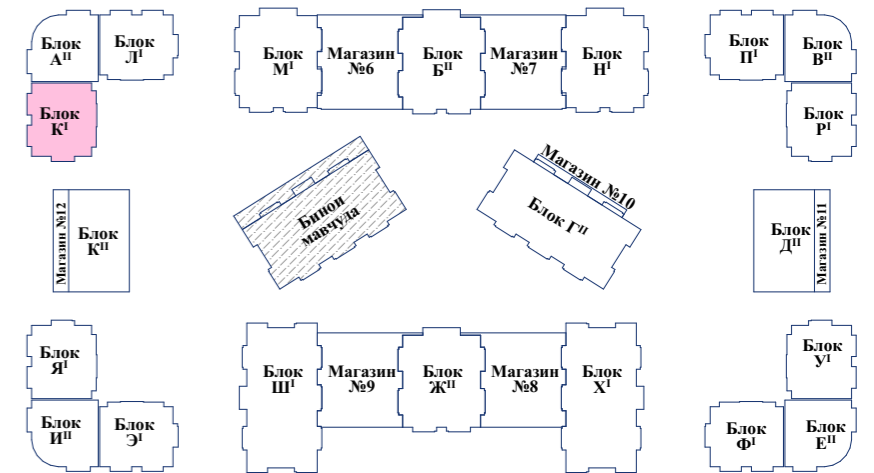 Блок
Аᴵᴵ
Блок
Лᴵ
Блок
Мᴵ
Магазин
№6
Блок
Бᴵᴵ
Магазин
№7
Блок
Нᴵ
Блок
Пᴵ
Блок
Вᴵᴵ
Блок
Кᴵ
Блок
Рᴵ
Магазин №12
Блок
Кᴵᴵ
Бинои
мавчуда
Магазин №10
Блок Гᴵᴵ
Блок
Дᴵᴵ
Магазин №11
Блок
Яᴵ
Блок
Шᴵ
Магазин
№9
Блок
Жᴵᴵ
Магазин
№8
Блок
Хᴵ
Блок
Уᴵ
Блок
Иᴵᴵ
Блок
Эᴵ
Блок
Фᴵ
Блок
Еᴵᴵ